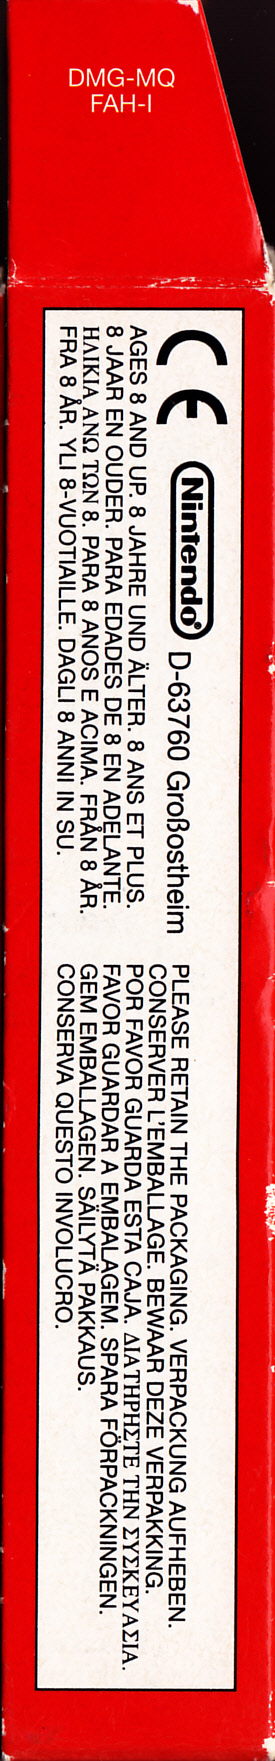 DMG-MQ
FAH-I
CE Nintendo® D-63760 Großostheim
AGES 8 AND UP. 8 JAHRE UND ÄLTER. 8 ANS ET PLUS.
8 JAAR EN OUDER. PARA EDADES DE 8 EN ADELANTE.
ΗΛΙΚΙΑ ΑΝΩ ΤΩΝ 8. PARA 8 ANOS E ACIMA. FRÅN 8 ÅR.
FRA 8 ÅR. YLI 8-VUOTIAILLE. DAGLI 8 ANNI IN SU.
PLEASE RETAIN THE PACKAGING. VERPACKUNG AUFHEBEN.
CONSERVER L'EMBALLAGE. BEWAAR DEZE VERPAKKING.
POR FAVOR GUARDA ESTA CAJA. ΔΙΑΤΗΡΗΣΤΕ ΤΗΝ ΣΥΣΚΕΥΑΣΙΑ.
FAVOR GUARDAR A EMBALAGEM. SPARA FÖRPACKNINGEN.
GEM EMBALLAGEN. SÄILYTÄ PAKKAUS.
CONSERVA QUESTO INVOLUCRO.